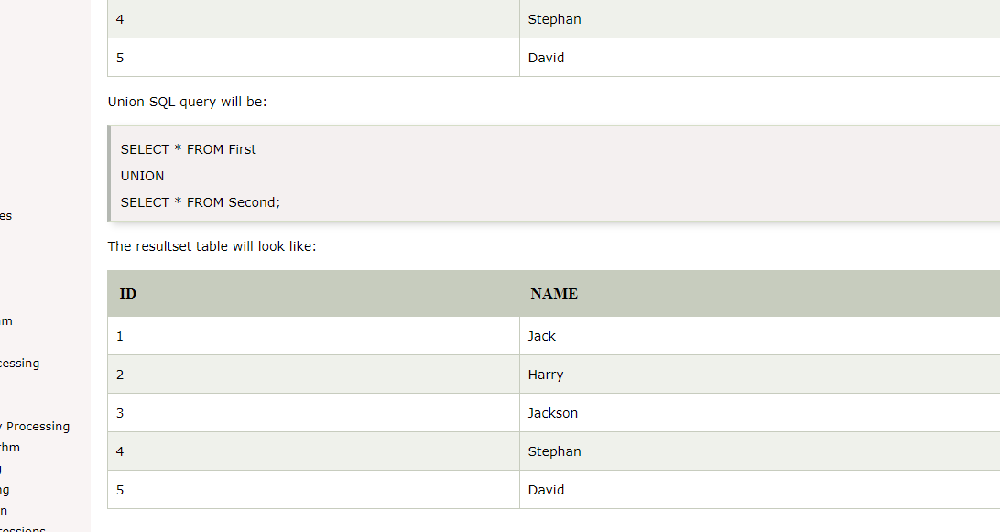 4 Stephan
5 David
Union SQL query will be:
SELECT * FROM First
UNION
SELECT * FROM Second;
The resultset table will look like:
ID NAME
1 Jack
2 Harry
3 Jackson
4 Stephan
5 David
es
cessing
Processing
thm